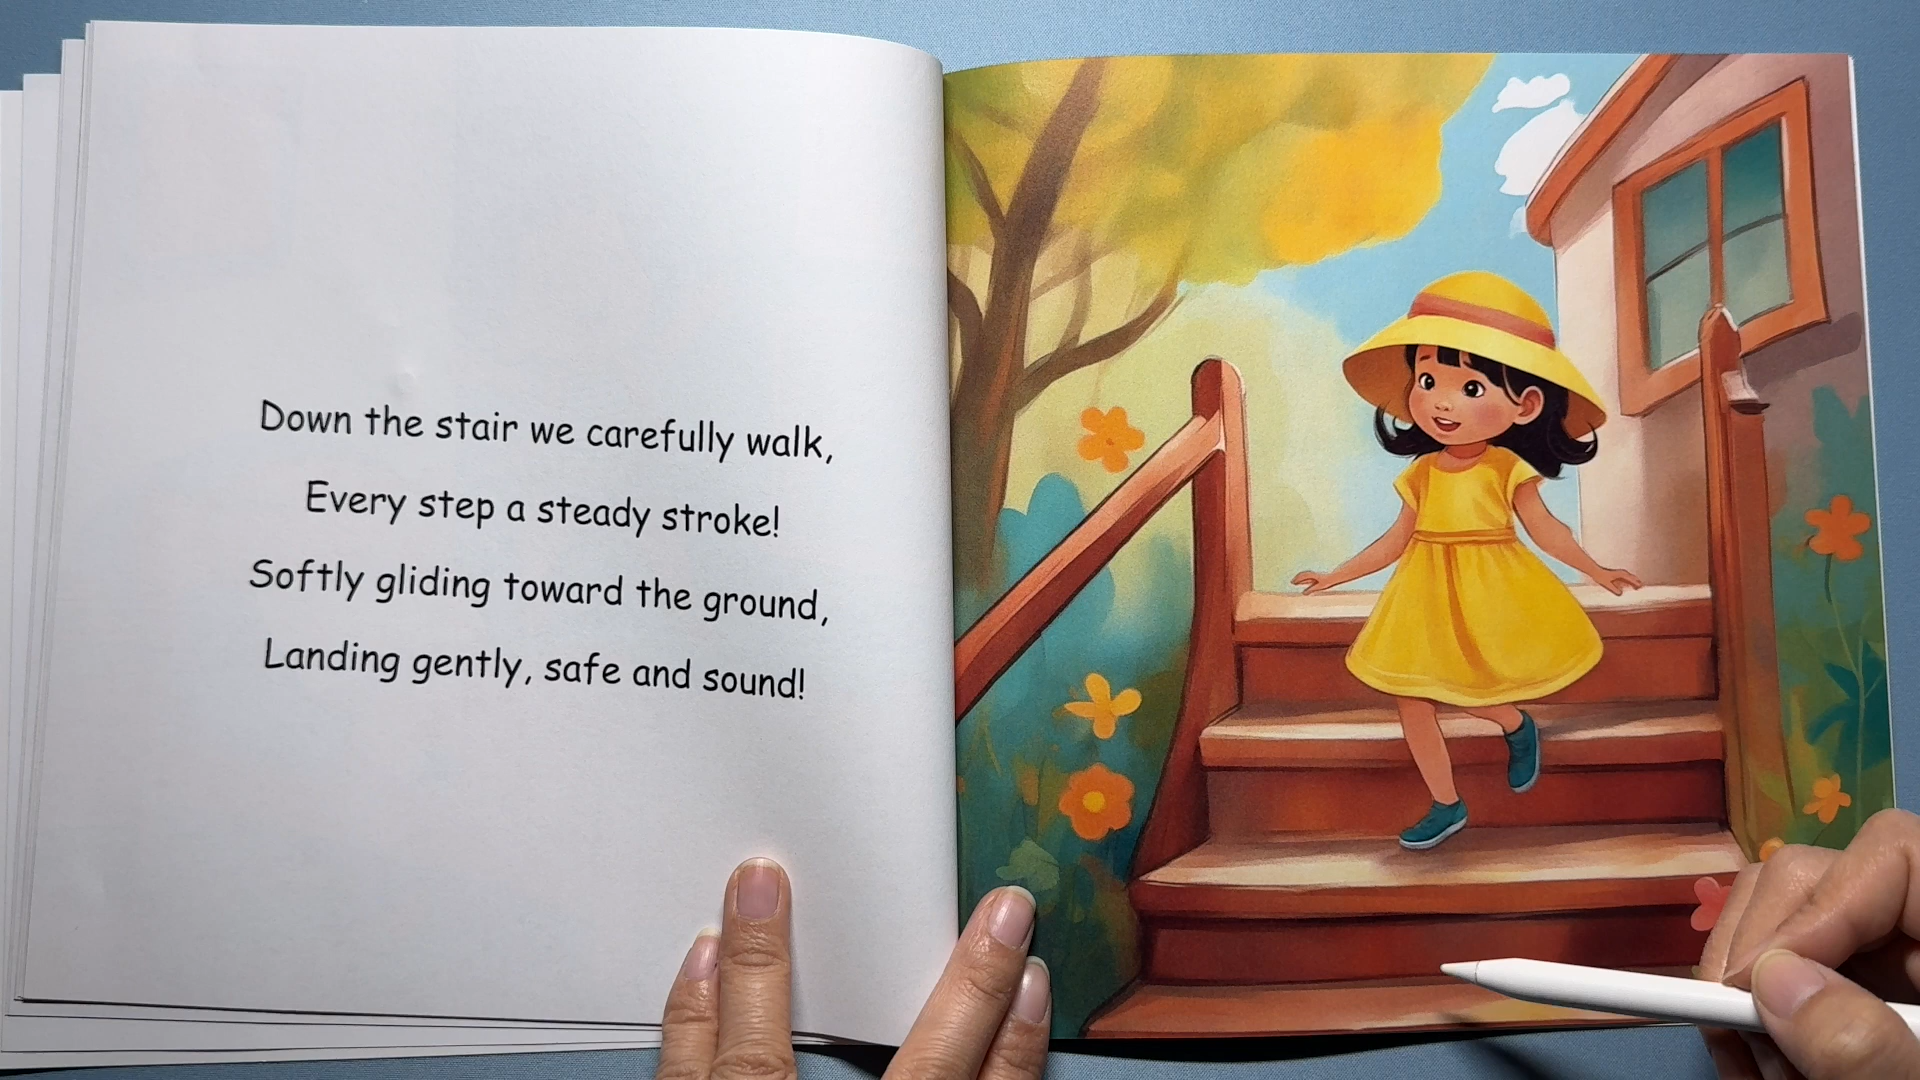 Down the stair we carefully walk,
Every step a steady stroke!
Softly gliding toward the ground,
Landing gently, safe and sound!